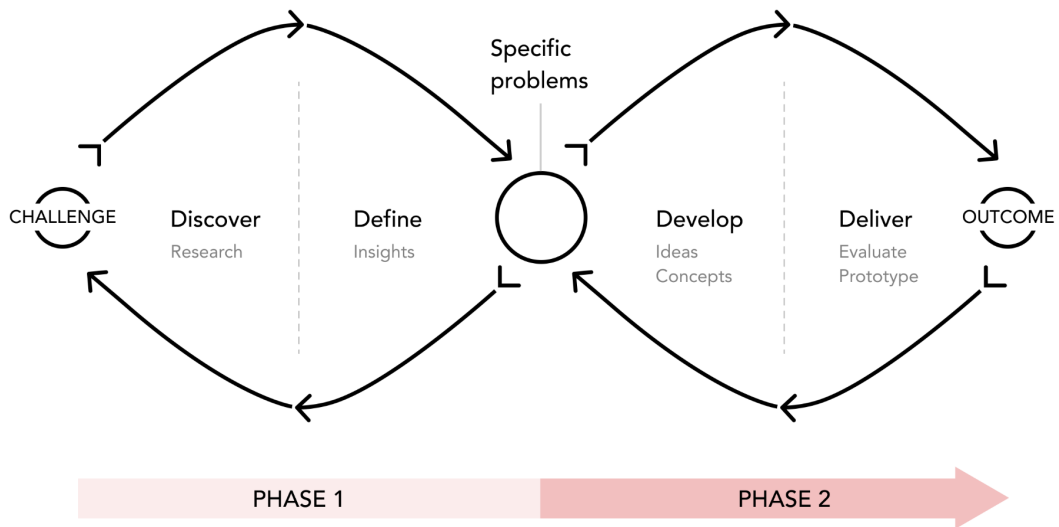 Specific
problems
CHALLENGE
Discover
Research
Define
Insights
Develop
Ideas
Concepts
Deliver
Evaluate
Prototype
OUTCOME
PHASE 1
PHASE 2